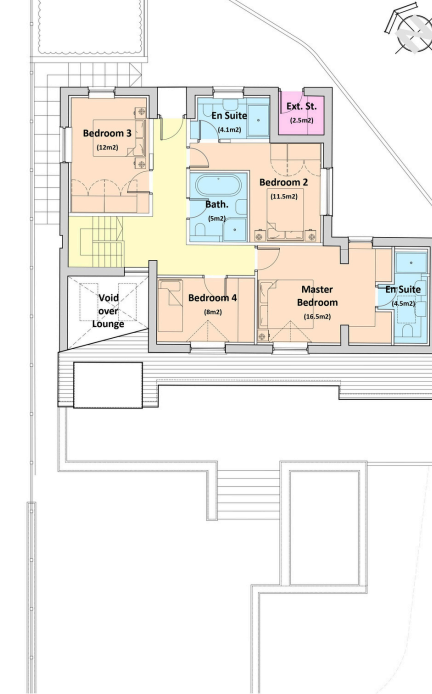 En Suite
(4.1m2)
Ext. St.
(2.5m2)
Bedroom 3
(12m2)
Bedroom 2
(11.5m2)
Bath.
(5m2)
Void
over
Lounge
Bedroom 4
(8m2)
Master
Bedroom
(16.5m2)
En Suite
(4.5m2)